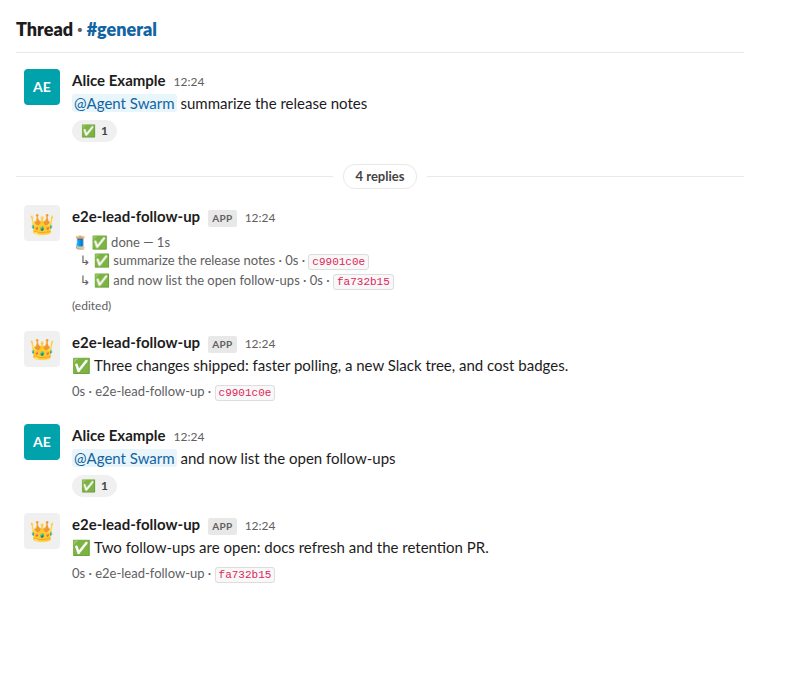 Thread • #general
AE
Alice Example 12:24
@Agent Swarm summarize the release notes
✅ 1
4 replies
e2e-lead-follow-up APP 12:24
🧵 ✅ done — 1s
↳ ✅ summarize the release notes · 0s · c9901c0e
↳ ✅ and now list the open follow-ups · 0s · fa732b15
(edited)
e2e-lead-follow-up APP 12:24
✅ Three changes shipped: faster polling, a new Slack tree, and cost badges.
0s · e2e-lead-follow-up · c9901c0e
AE
Alice Example 12:24
@Agent Swarm and now list the open follow-ups
✅ 1
e2e-lead-follow-up APP 12:24
✅ Two follow-ups are open: docs refresh and the retention PR.
0s · e2e-lead-follow-up · fa732b15